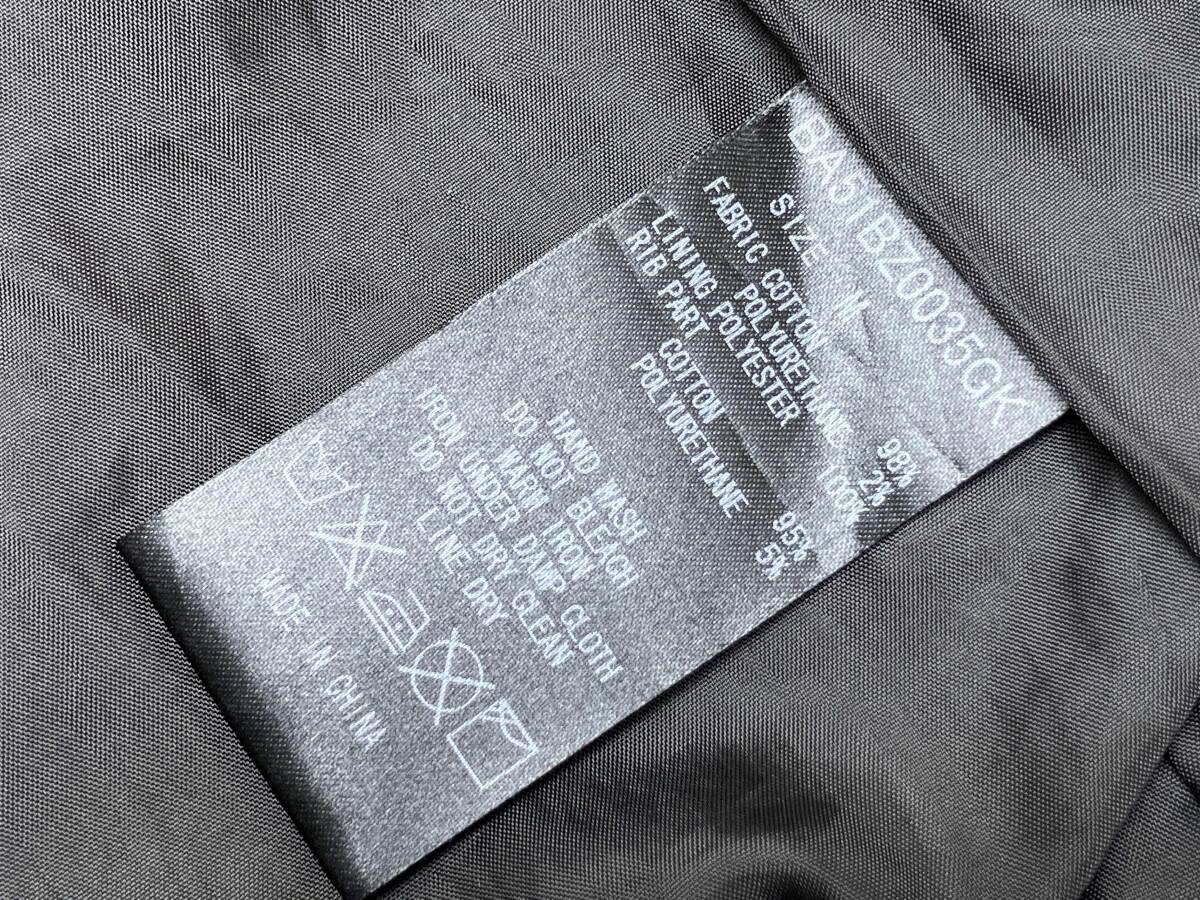 BA51BZ0035GK
SIZE M
FABRIC COTTON 98%
POLYURETHANE 2%
LINING POLYESTER 100%
RIB PART COTTON 95%
POLYURETHANE 5%
HAND WASH
DO NOT BLEACH
WARM IRON
IRON UNDER DAMP CLOTH
DO NOT DRY CLEAN
LINE DRY
MADE IN CHINA